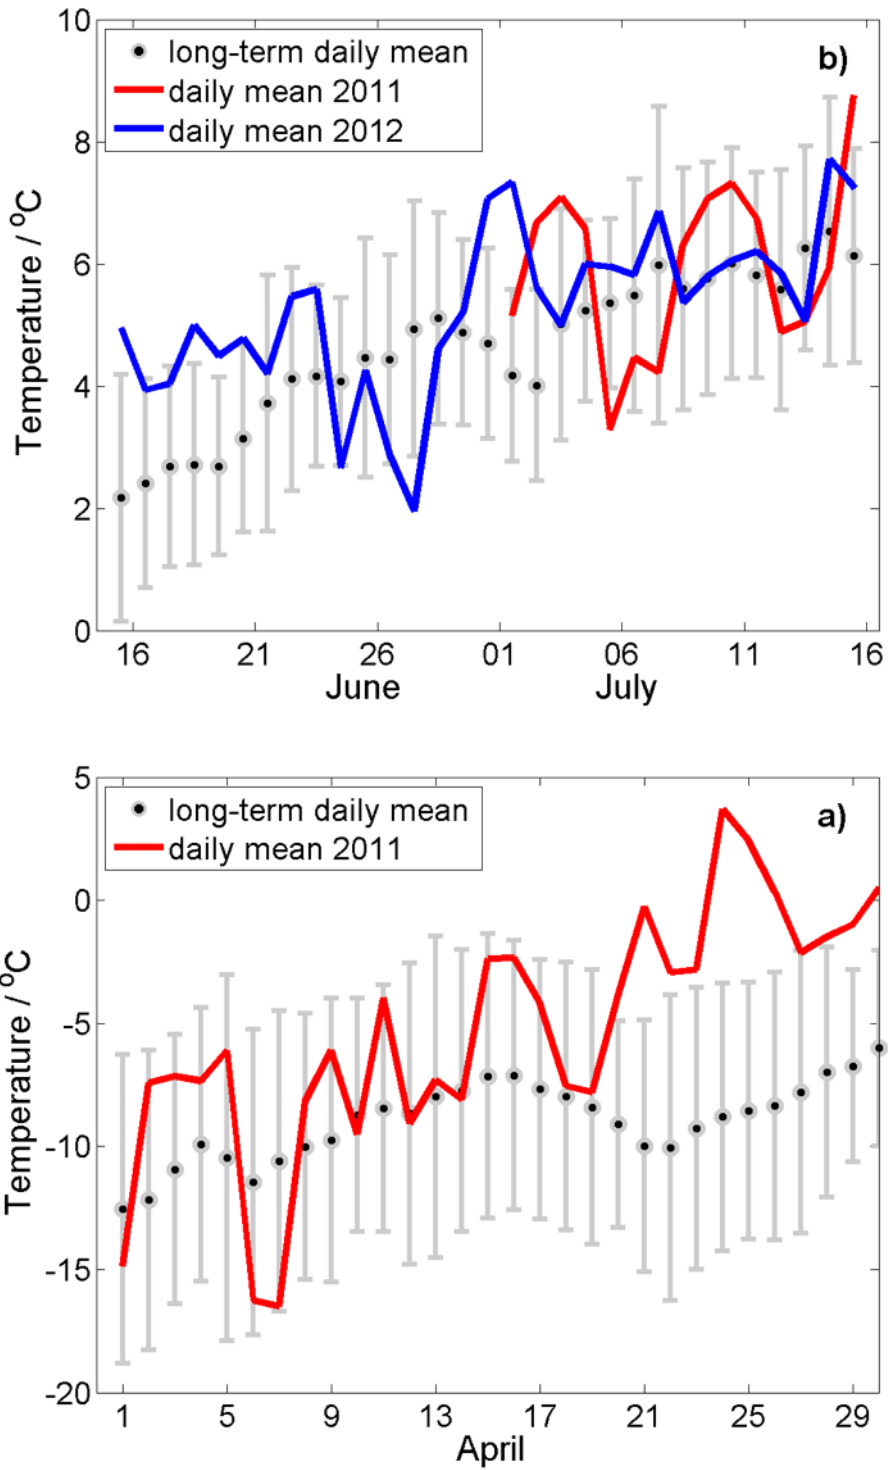 10
8
6
4
2
0
Temperature / °C
long-term daily mean
daily mean 2011
daily mean 2012
b)
16 21 26 01 06 11 16
June July
5
0
-5
-10
-15
-20
Temperature / °C
long-term daily mean
daily mean 2011
a)
1 5 9 13 17 21 25 29
April